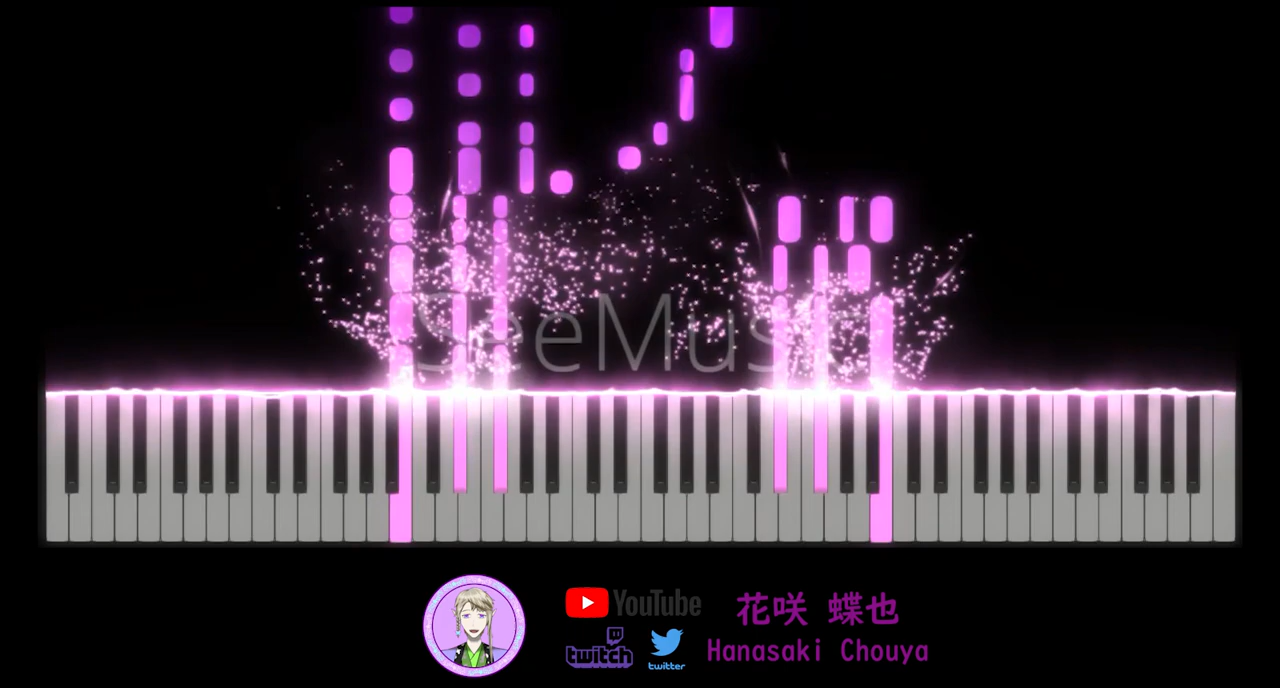 SeeMusic
YouTube
花咲 蝶也
twitch
twitter
Hanasaki Chouya